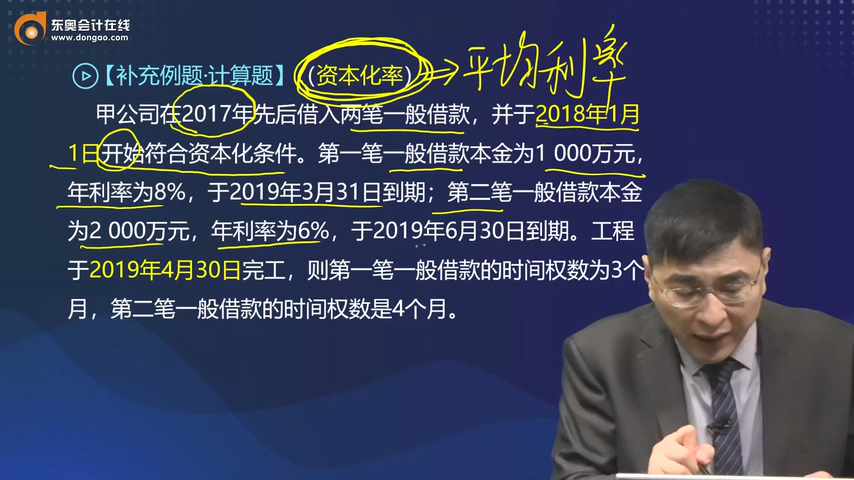 东奥会计在线
www.dongao.com
【补充例题·计算题】（资本化率） 平均利率
甲公司在2017年先后借入两笔一般借款，并于2018年1月
1日开始符合资本化条件。第一笔一般借款本金为1 000万元，
年利率为8%，于2019年3月31日到期；第二笔一般借款本金
为2 000万元，年利率为6%，于2019年6月30日到期。工程
于2019年4月30日完工，则第一笔一般借款的时间权数为3个
月，第二笔一般借款的时间权数是4个月。